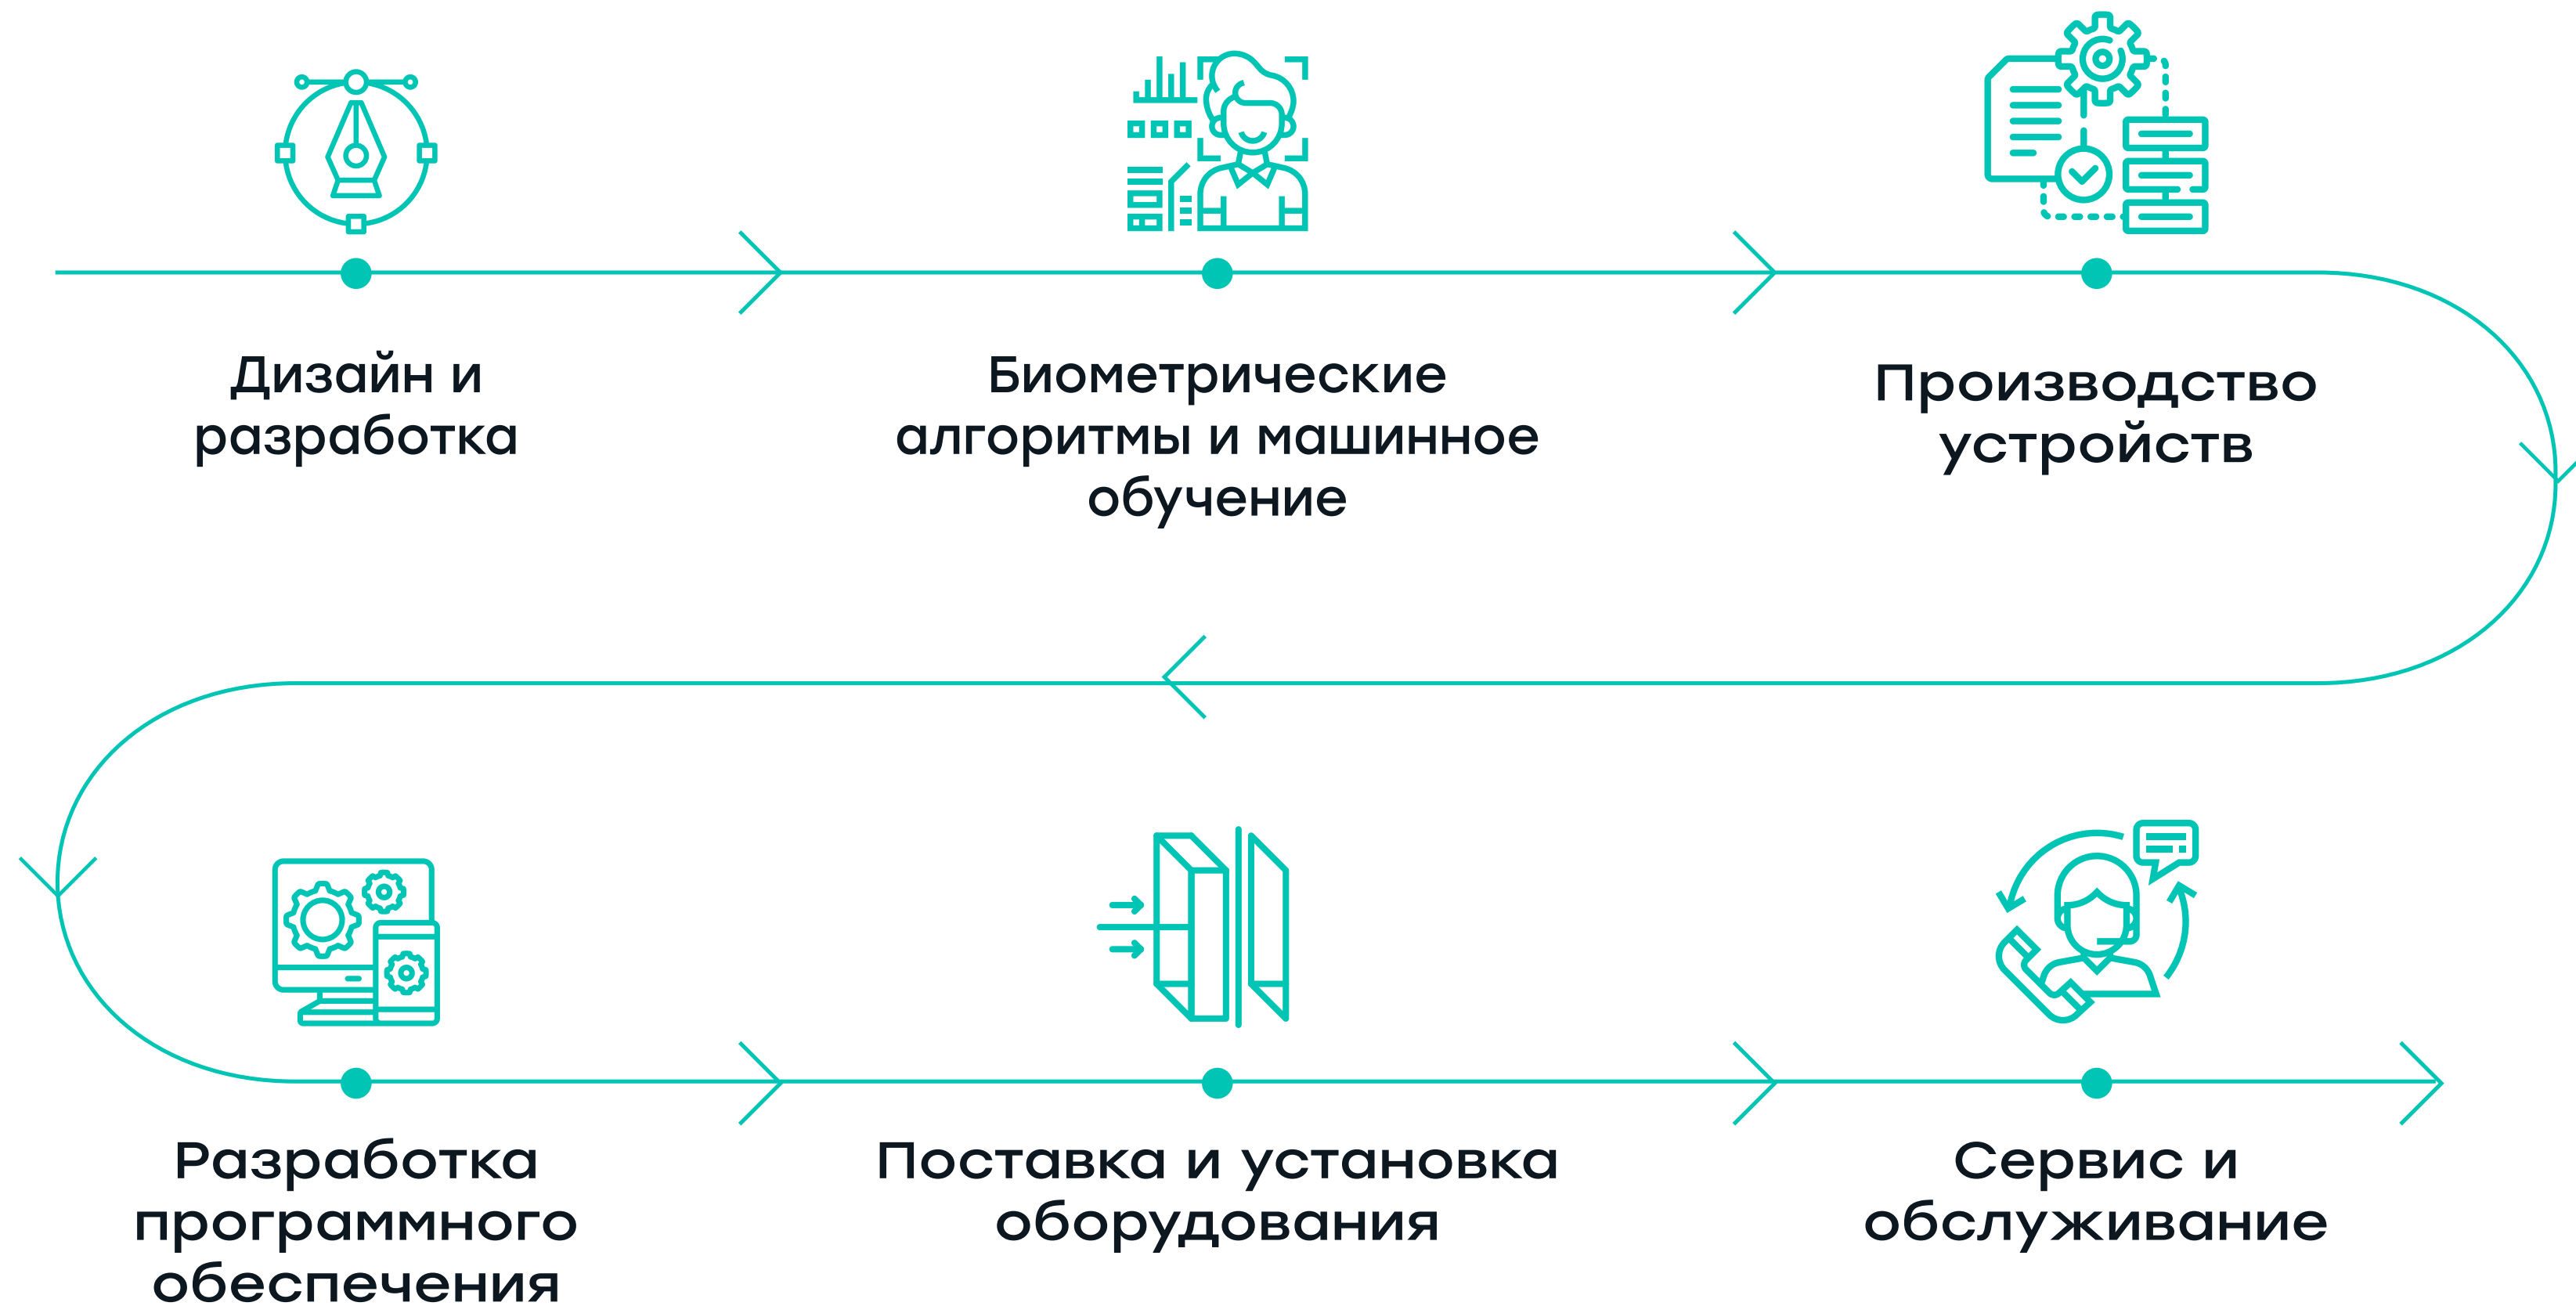 Дизайн и
разработка
Биометрические
алгоритмы и машинное
обучение
Производство
устройств
Разработка
программного
обеспечения
Поставка и установка
оборудования
Сервис и
обслуживание